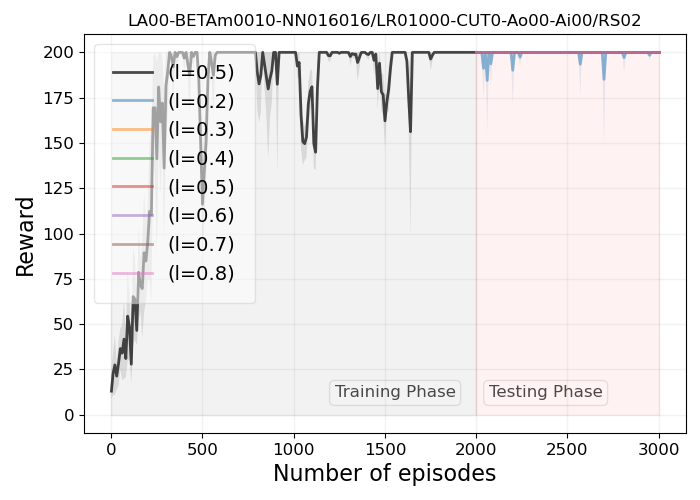 LA00-BETAm0010-NN016016/LR01000-CUT0-Ao00-Ai00/RS02
200
175
150
125
100
75
50
25
0
Reward
(l=0.5)
(l=0.2)
(l=0.3)
(l=0.4)
(l=0.5)
(l=0.6)
(l=0.7)
(l=0.8)
Training Phase
Testing Phase
0
500
1000
1500
2000
2500
3000
Number of episodes